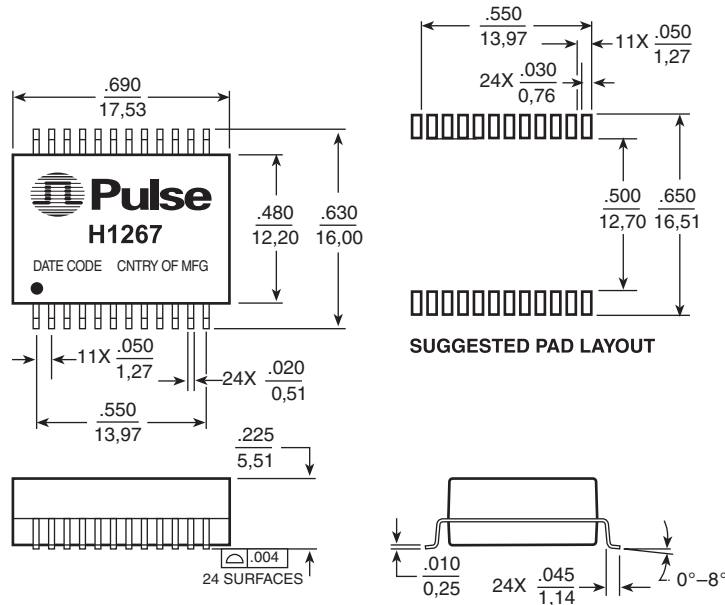 .690
17,53
Pulse
H1267
DATE CODE CNTRY OF MFG
.480
12,20
.630
16,00
11X .050
1,27
24X .020
0,51
.550
13,97
.550
13,97
11X .050
1,27
24X .030
0,76
.500
12,70
.650
16,51
SUGGESTED PAD LAYOUT
.225
5,51
.004
24 SURFACES
.010
0,25
24X .045
1,14
0°–8°